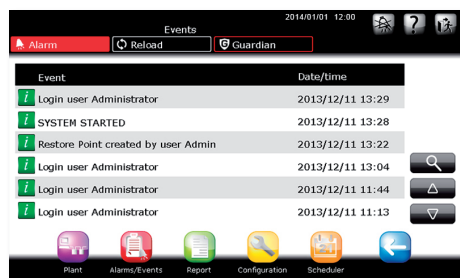 2014/01/01 12:00
Events
Alarm Reload Guardian
Event Date/time
i Login user Administrator 2013/12/11 13:29
i SYSTEM STARTED 2013/12/11 13:28
i Restore Point created by user Admin 2013/12/11 13:22
i Login user Administrator 2013/12/11 13:04
i Login user Administrator 2013/12/11 11:44
i Login user Administrator 2013/12/11 11:13
Plant Alarms/Events Report Configuration Scheduler